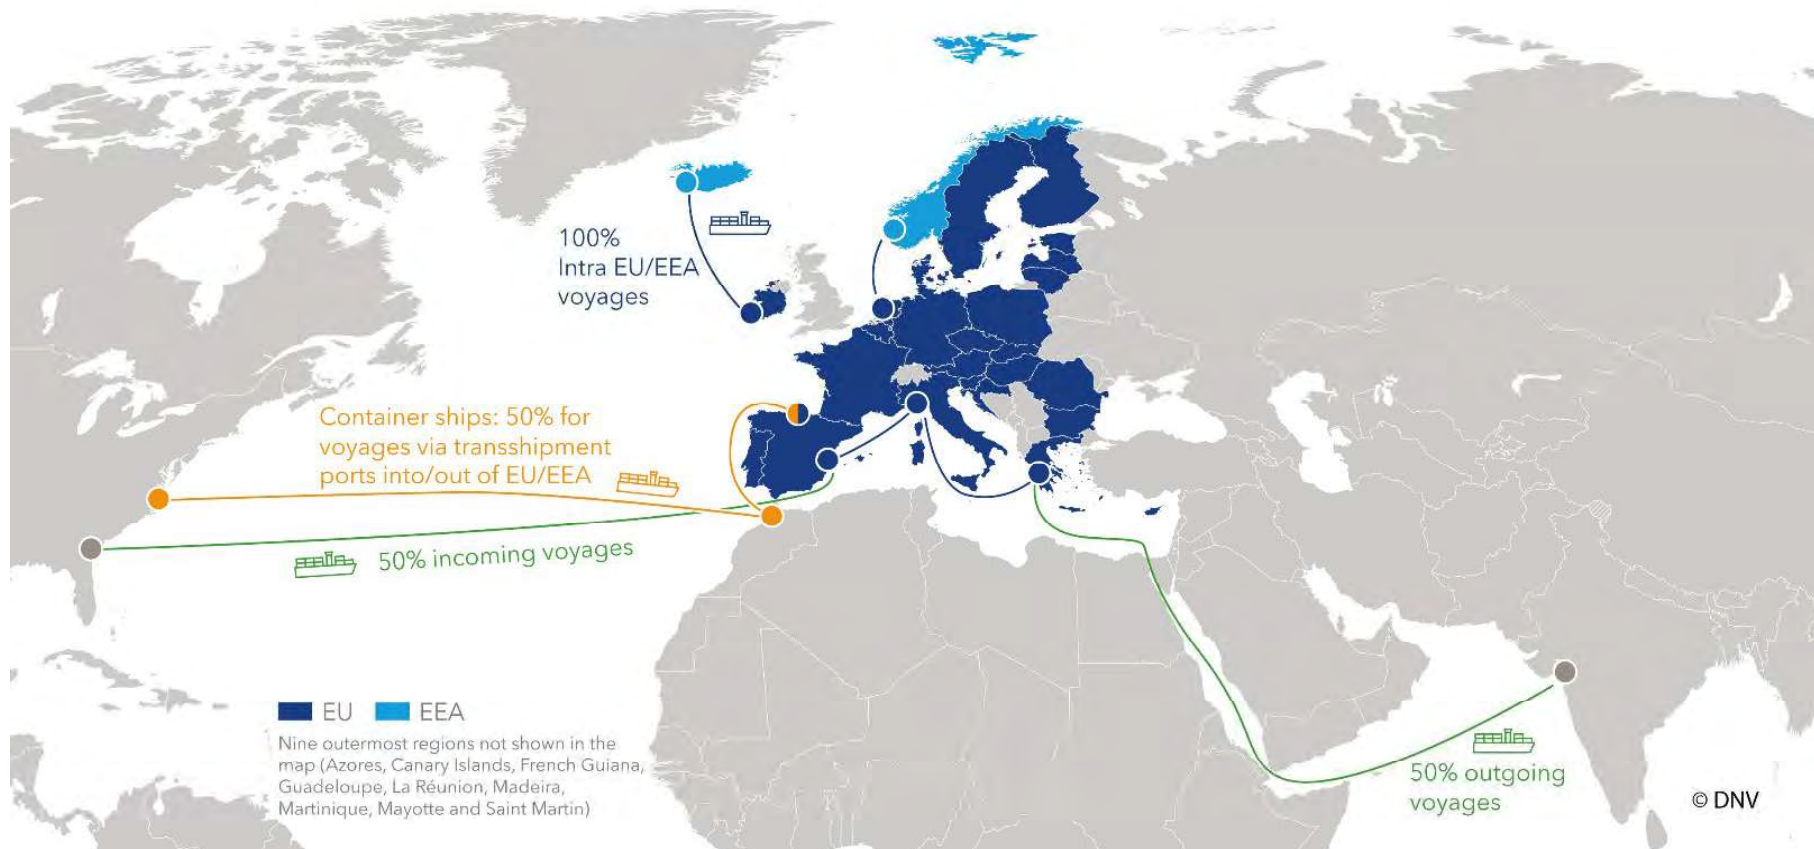 100%
Intra EU/EEA
voyages
Container ships: 50% for
voyages via transshipment
ports into/out of EU/EEA
50% incoming voyages
EU EEA
Nine outermost regions not shown in the
map (Azores, Canary Islands, French Guiana,
Guadeloupe, La Réunion, Madeira,
Martinique, Mayotte and Saint Martin)
50% outgoing
voyages
© DNV